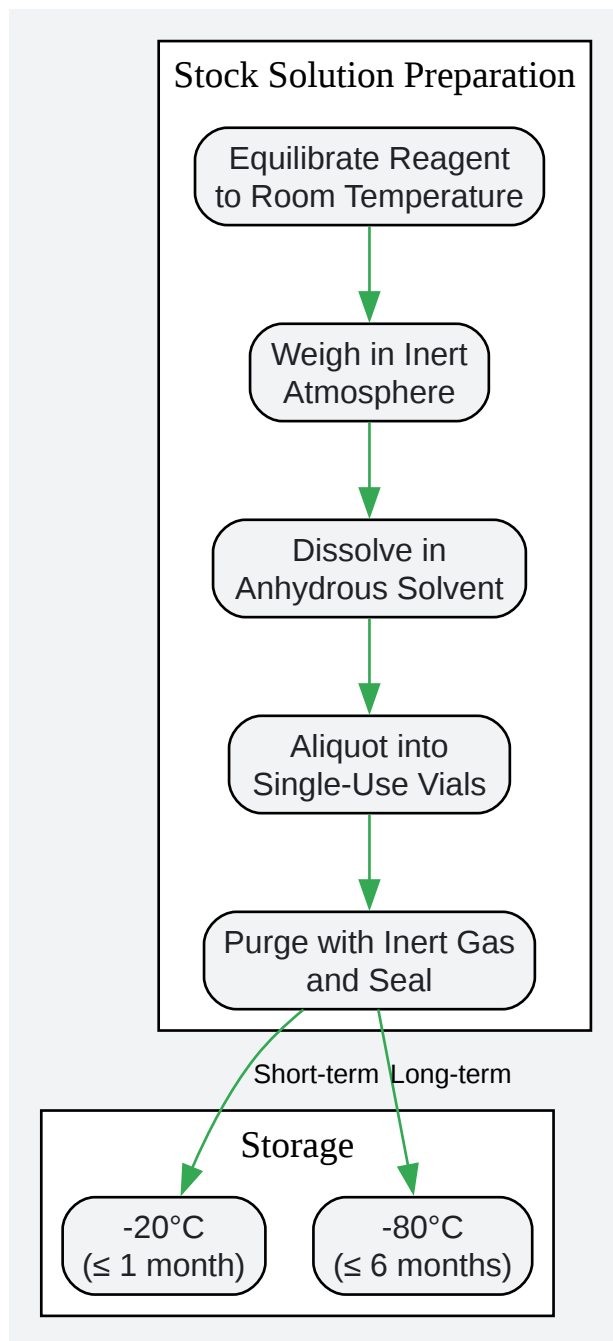 Stock Solution Preparation
Equilibrate Reagent
to Room Temperature
Weigh in Inert
Atmosphere
Dissolve in
Anhydrous Solvent
Aliquot into
Single-Use Vials
Purge with Inert Gas
and Seal
Short-term
Long-term
Storage
-20°C
(≤ 1 month)
-80°C
(≤ 6 months)